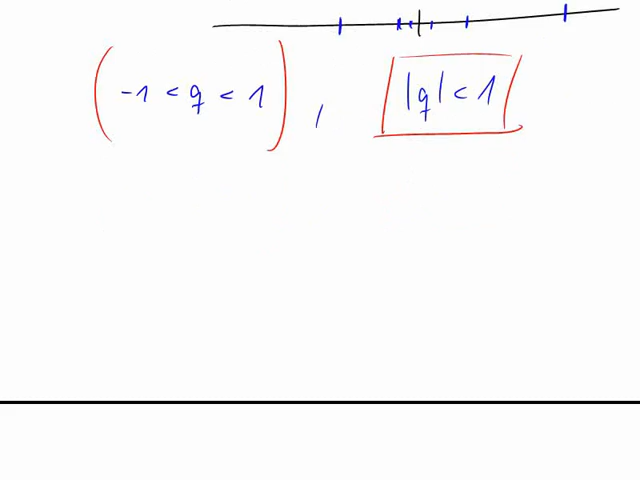 (-1 < q < 1), |q| < 1